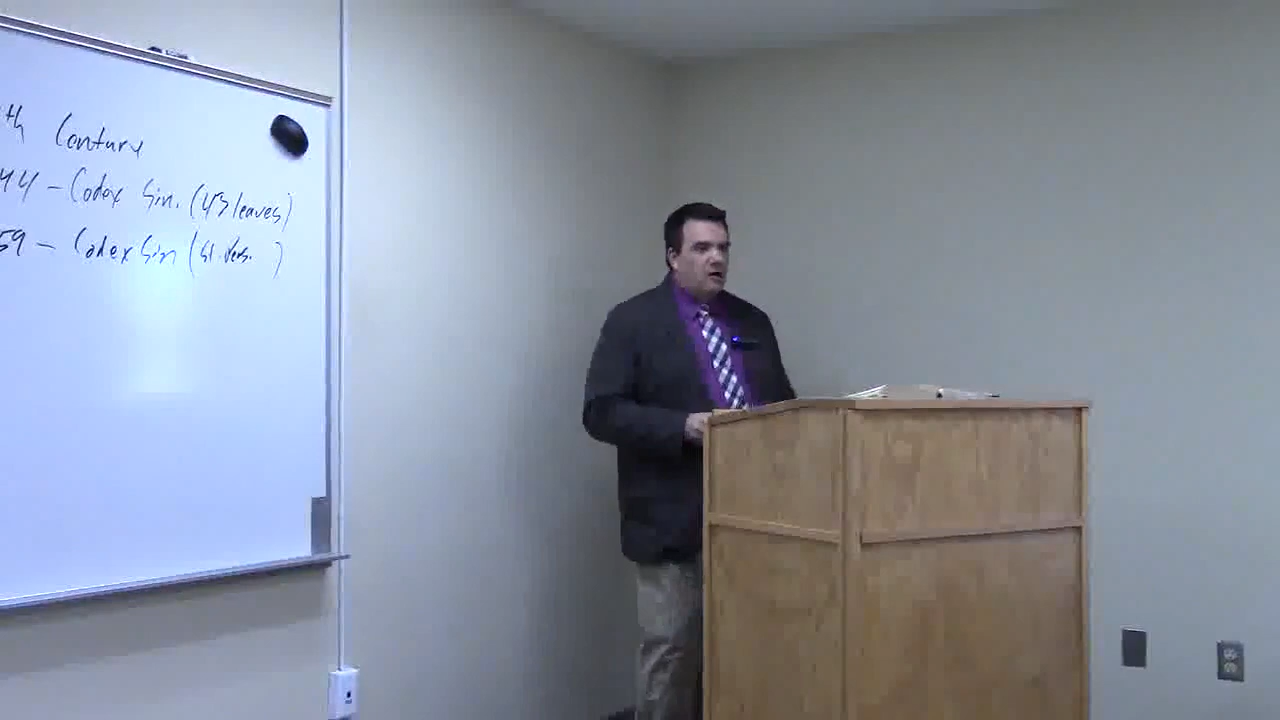 th Century
44 - Codex Sin. (43 leaves)
59 - Codex Sin (